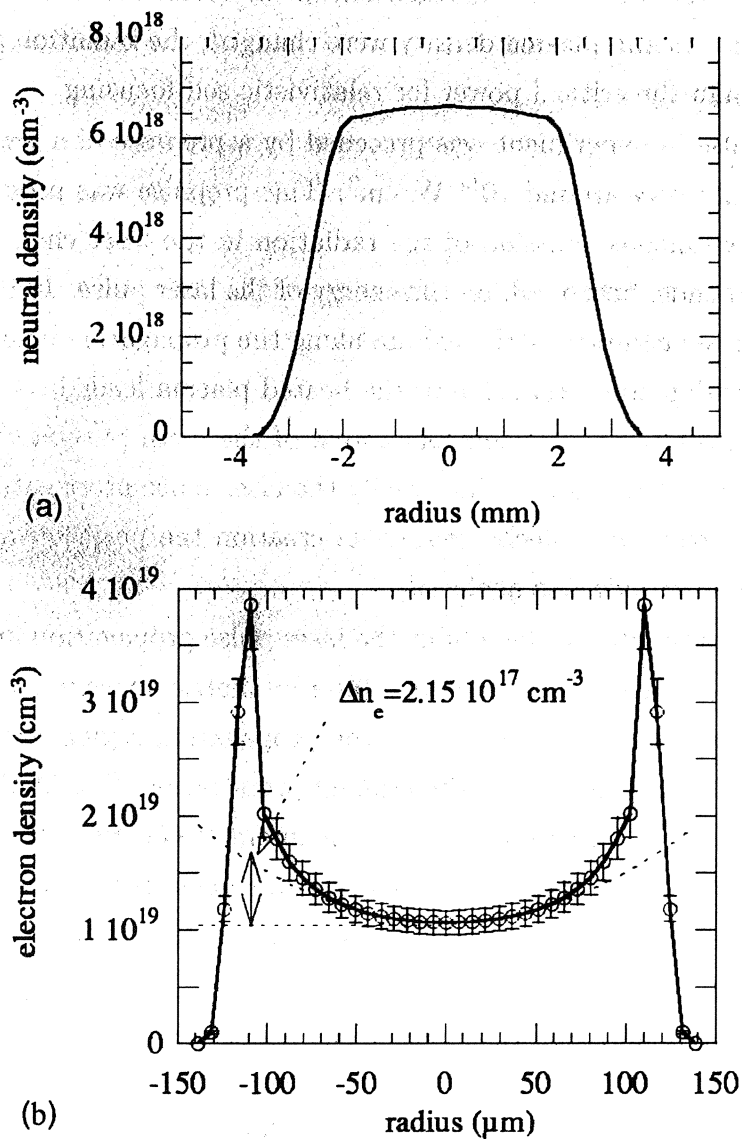 8 10^18
6 10^18
4 10^18
2 10^18
0
neutral density (cm^-3)
-4 -2 0 2 4
radius (mm)
(a)
4 10^19
3 10^19
2 10^19
1 10^19
0
electron density (cm^-3)
Δn_e=2.15 10^17 cm^-3
-150 -100 -50 0 50 100 150
radius (µm)
(b)